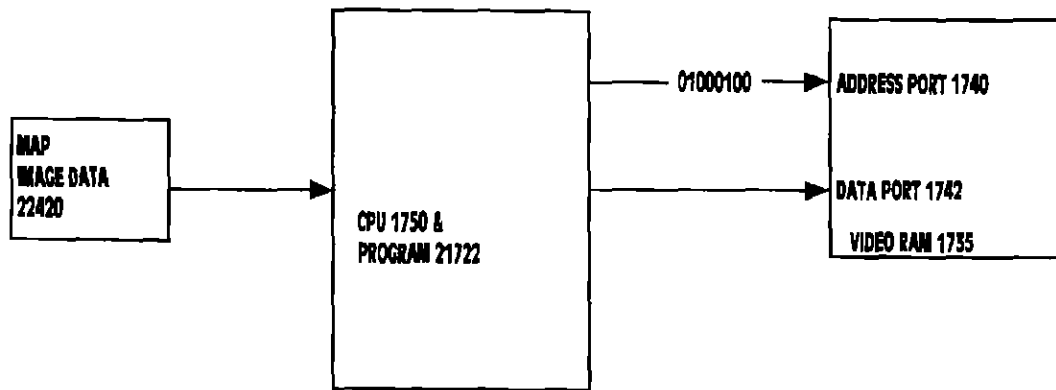 MAP
IMAGE DATA
22420
CPU 1750 &
PROGRAM 21722
01000100
ADDRESS PORT 1740
DATA PORT 1742
VIDEO RAM 1735